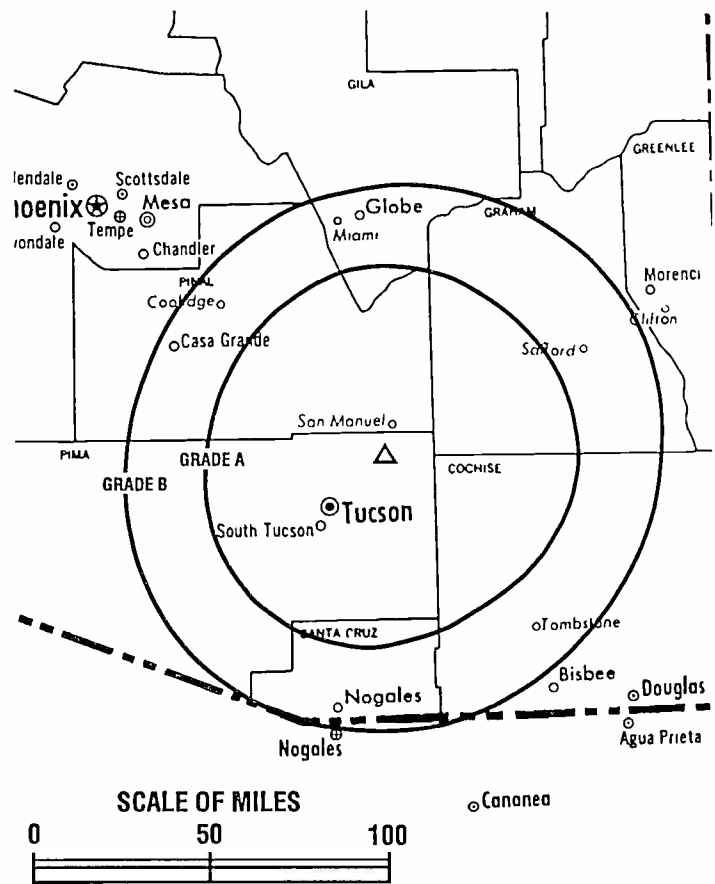 GILA
GREENLEE
lendale
Scottsdale
hoenix
Mesa
Tempe
vondale
Chandler
Globe
Miami
GRAHAM
PINAL
Coolidge
Morenci
Clifton
Casa Grande
Safford
San Manuel
PIMA
GRADE A
COCHISE
GRADE B
Tucson
South Tucson
SANTA CRUZ
Tombstone
Bisbee
Douglas
Nogales
Nogales
Agua Prieta
SCALE OF MILES
Cananea
0 50 100